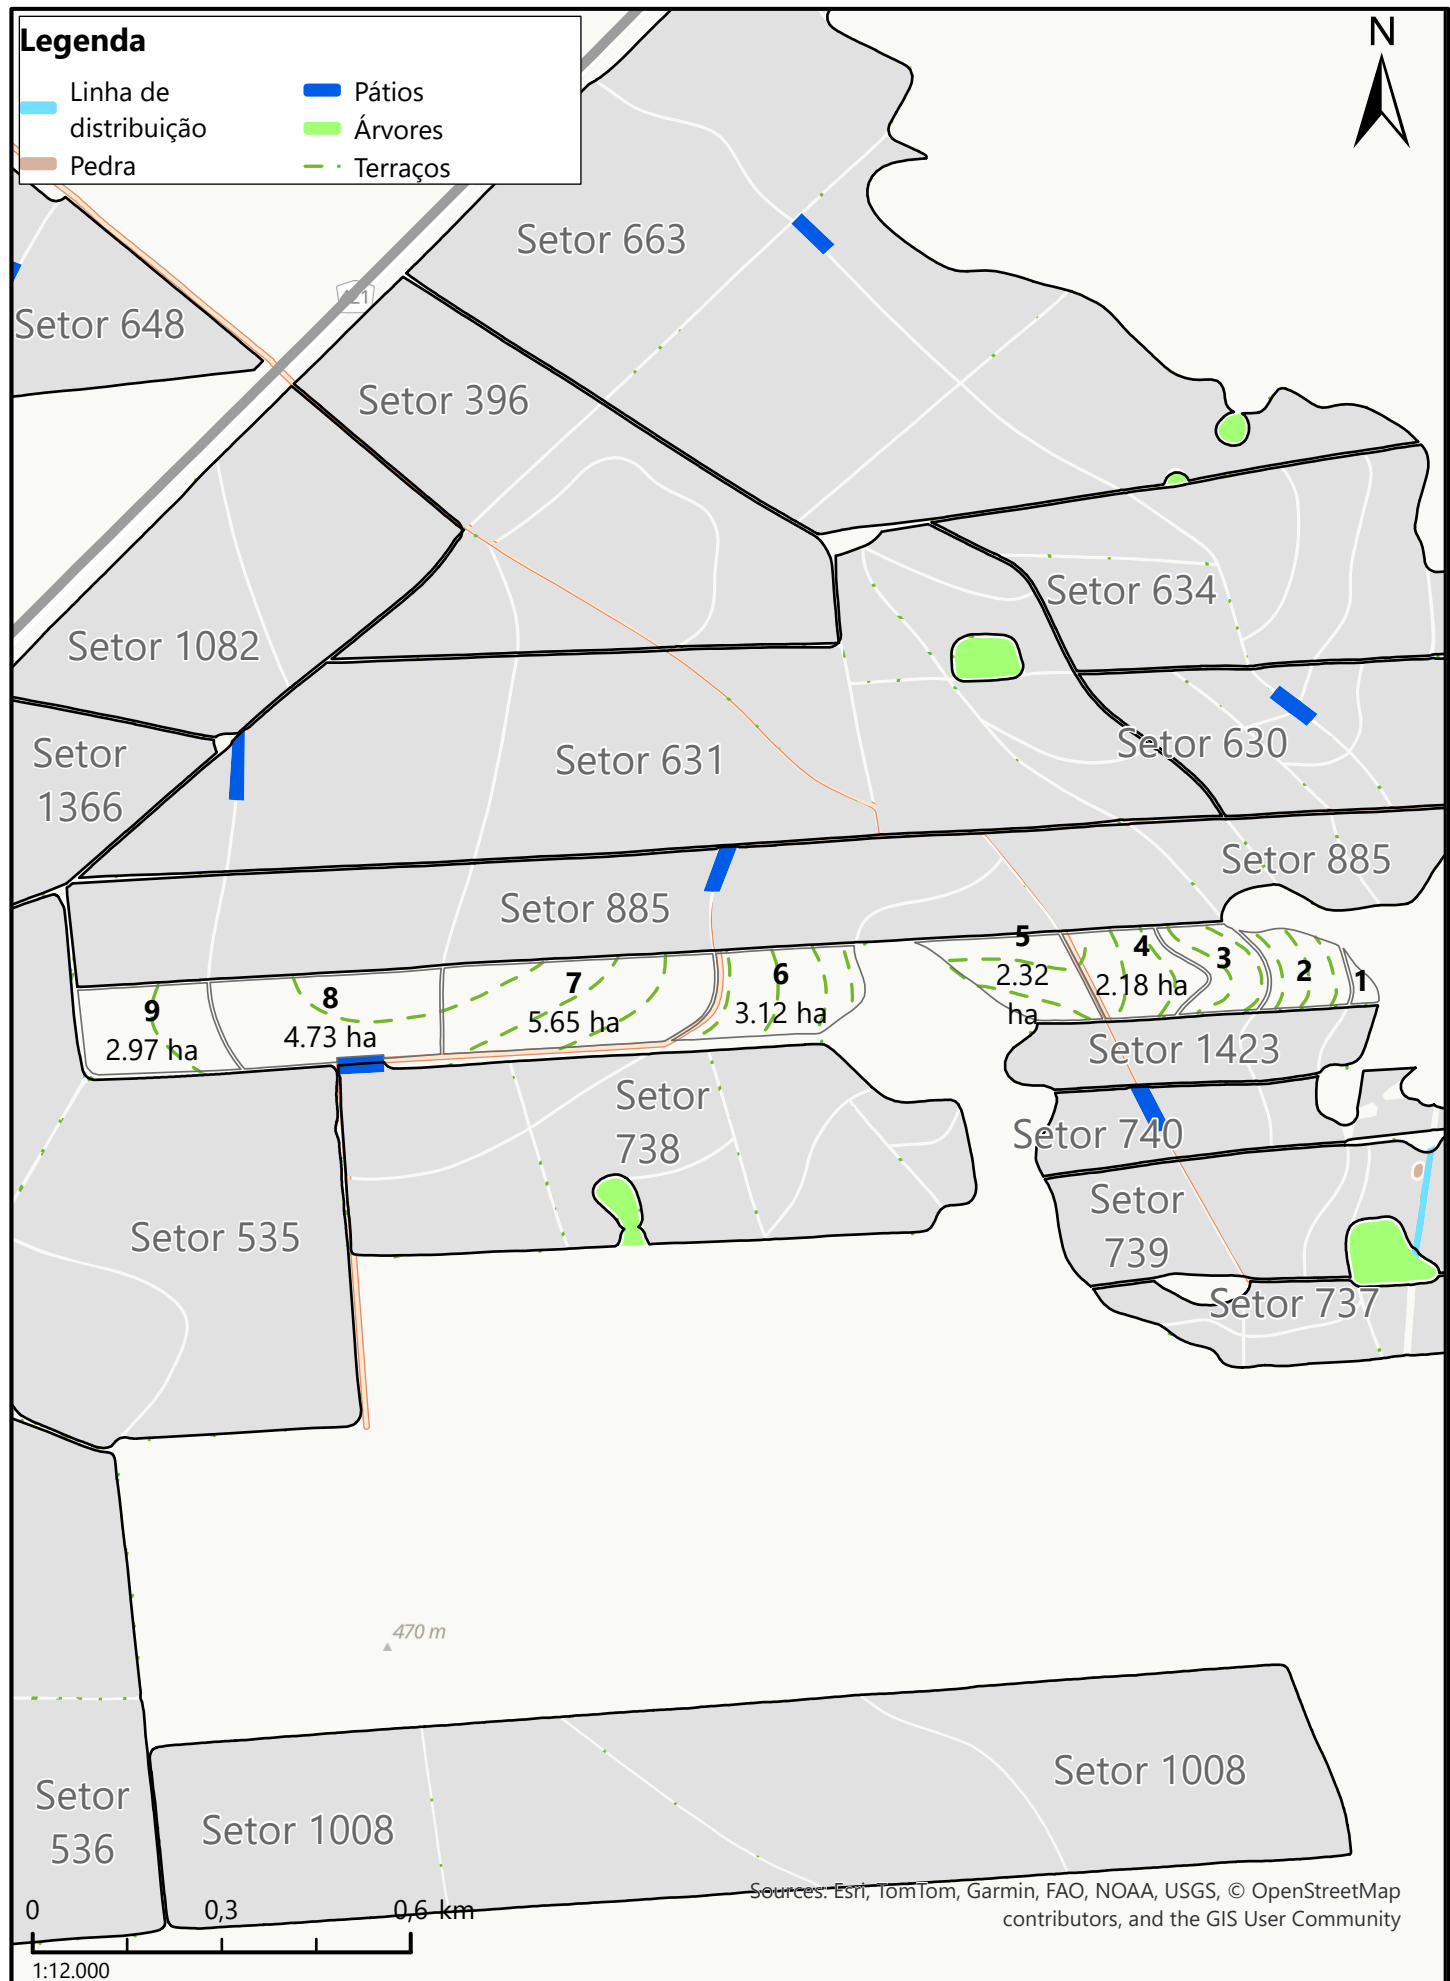 Legenda
Linha de
distribuição
Pedra
Pátios
Árvores
Terraços
N
Setor 663
421
Setor 648
Setor 396
Setor 634
Setor 1082
Setor
1366
Setor 631
Setor 630
Setor 885
Setor 885
5
2.32
ha
4
2.18 ha
3
2
1
6
3.12 ha
7
5.65 ha
8
4.73 ha
9
2.97 ha
Setor 1423
Setor
738
Setor 740
Setor
739
Setor 535
Setor 737
470 m
Setor 1008
Setor
536
Setor 1008
Sources: Esri, TomTom, Garmin, FAO, NOAA, USGS, © OpenStreetMap
contributors, and the GIS User Community
0 0,3 0,6 km
1:12.000